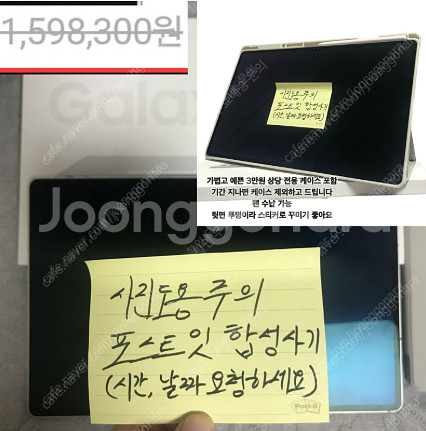 1,598,300원
Galax
사진도용주의
포스트잇 합성사기
(시간, 날짜 요청하세요)
가볍고 예쁜 3만원 상당 전용 케이스 포함
기간 지나면 케이스 제외하고 드립니다
펜 수납 가능
뒷면 투명이라 스티커로 꾸미기 좋아요
Joonggonara
사진도용주의
포스트잇 합성사기
(시간, 날짜 요청하세요)
Post-it